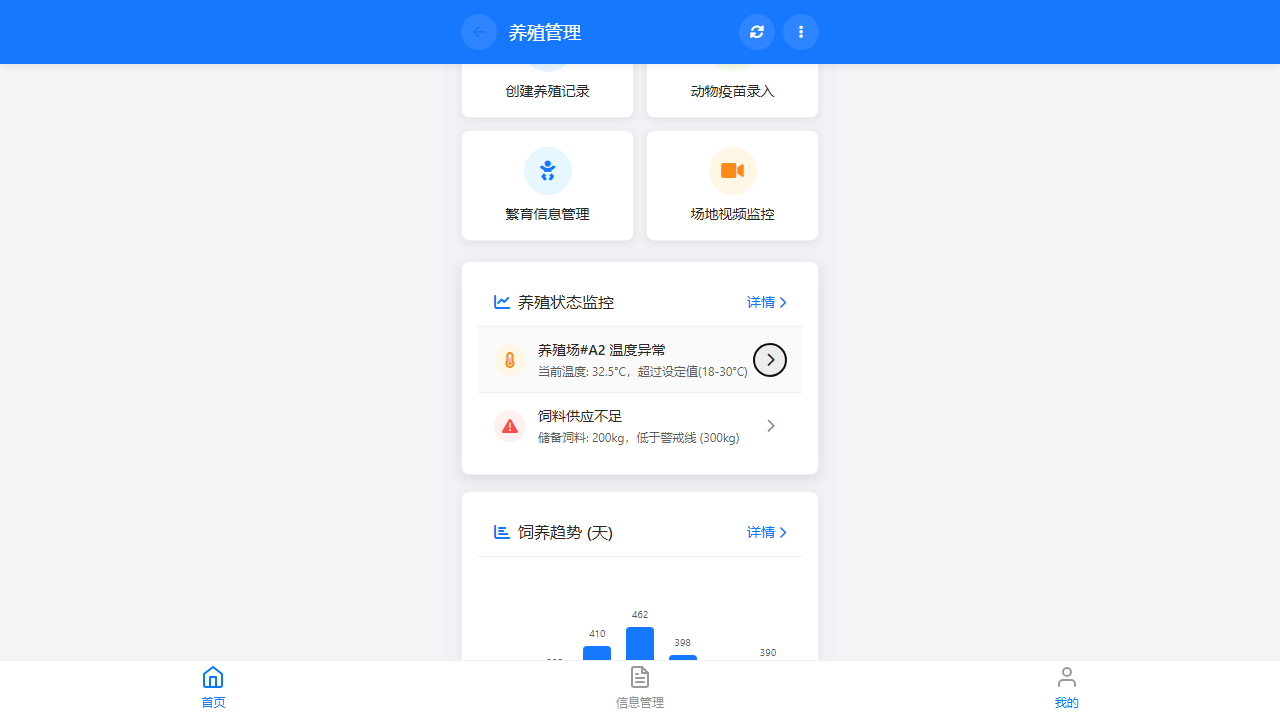 养殖管理
创建养殖记录
动物疫苗录入
繁育信息管理
场地视频监控
养殖状态监控
详情
养殖场#A2 温度异常
当前温度: 32.5°C，超过设定值(18-30°C)
饲料供应不足
储备饲料: 200kg，低于警戒线 (300kg)
饲养趋势 (天)
详情
462
410
398
390
首页
信息管理
我的